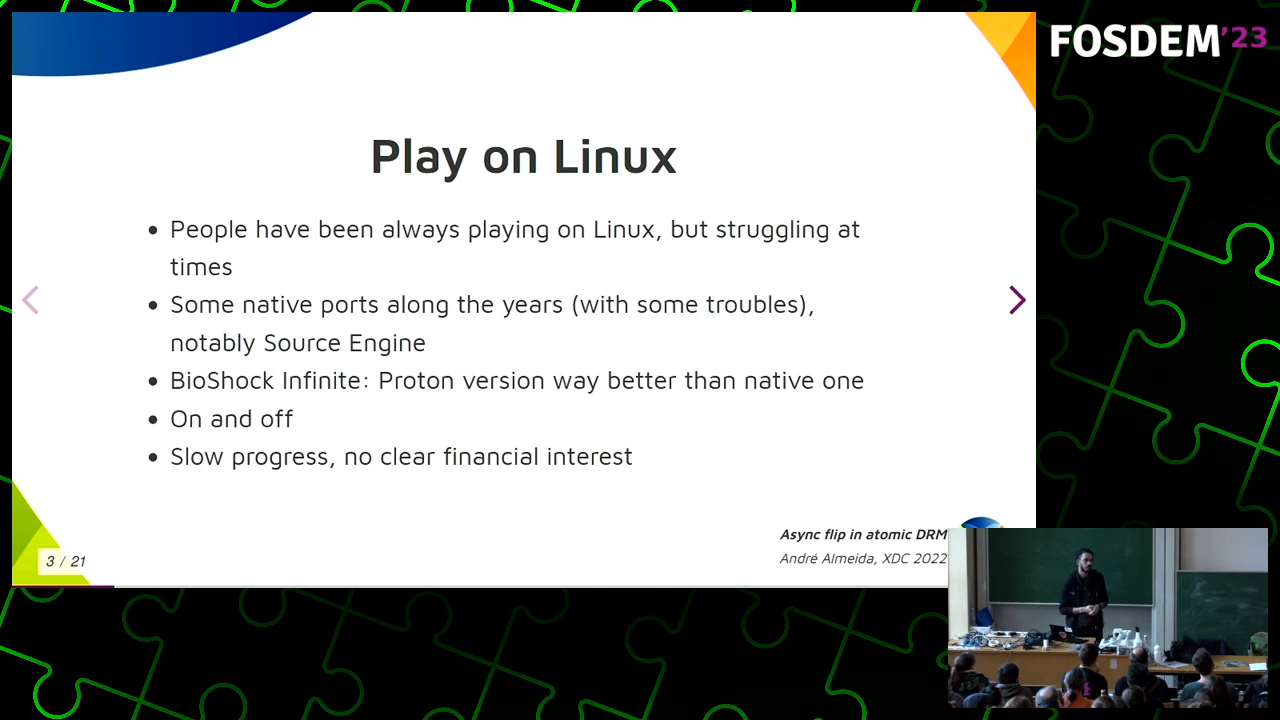 FOSDEM'23
Play on Linux
• People have been always playing on Linux, but struggling at
times
• Some native ports along the years (with some troubles),
notably Source Engine
• BioShock Infinite: Proton version way better than native one
• On and off
• Slow progress, no clear financial interest
Async flip in atomic DRM
André Almeida, XDC 2022
3 / 21